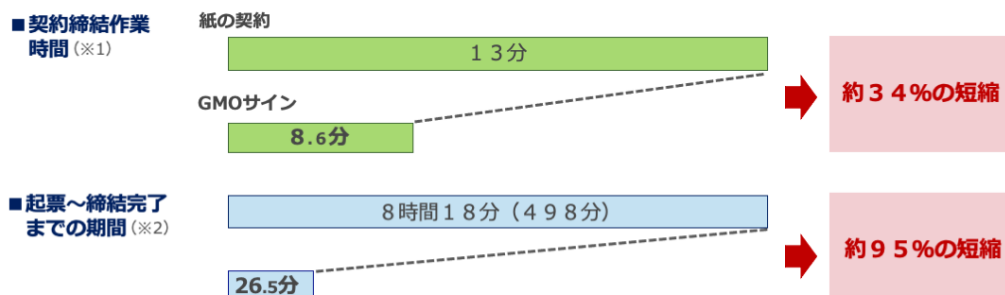 ■契約締結作業
時間(※1)
紙の契約
１３分
GMOサイン
8.6分
約３４%の短縮
■起票～締結完了
までの期間(※2)
８時間１８分（４９８分）
26.5分
約９５%の短縮